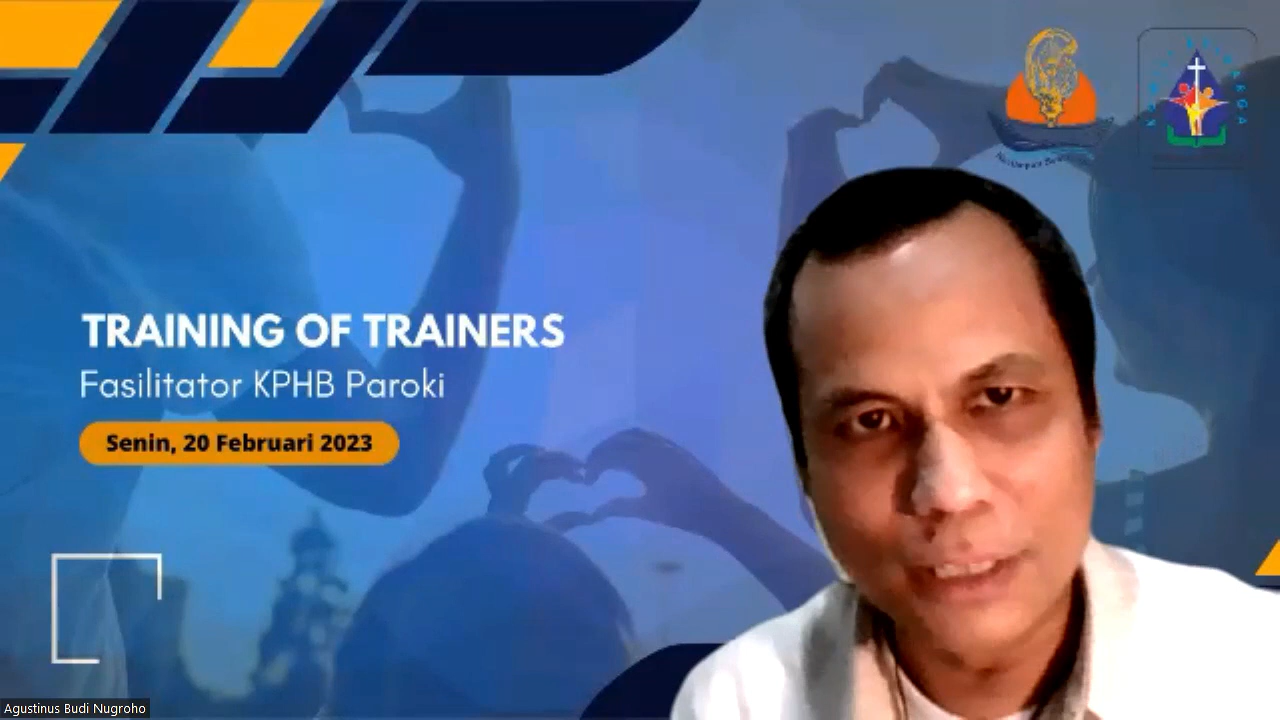 TRAINING OF TRAINERS
Fasilitator KPHB Paroki
Senin, 20 Februari 2023
Agustinus Budi Nugroho